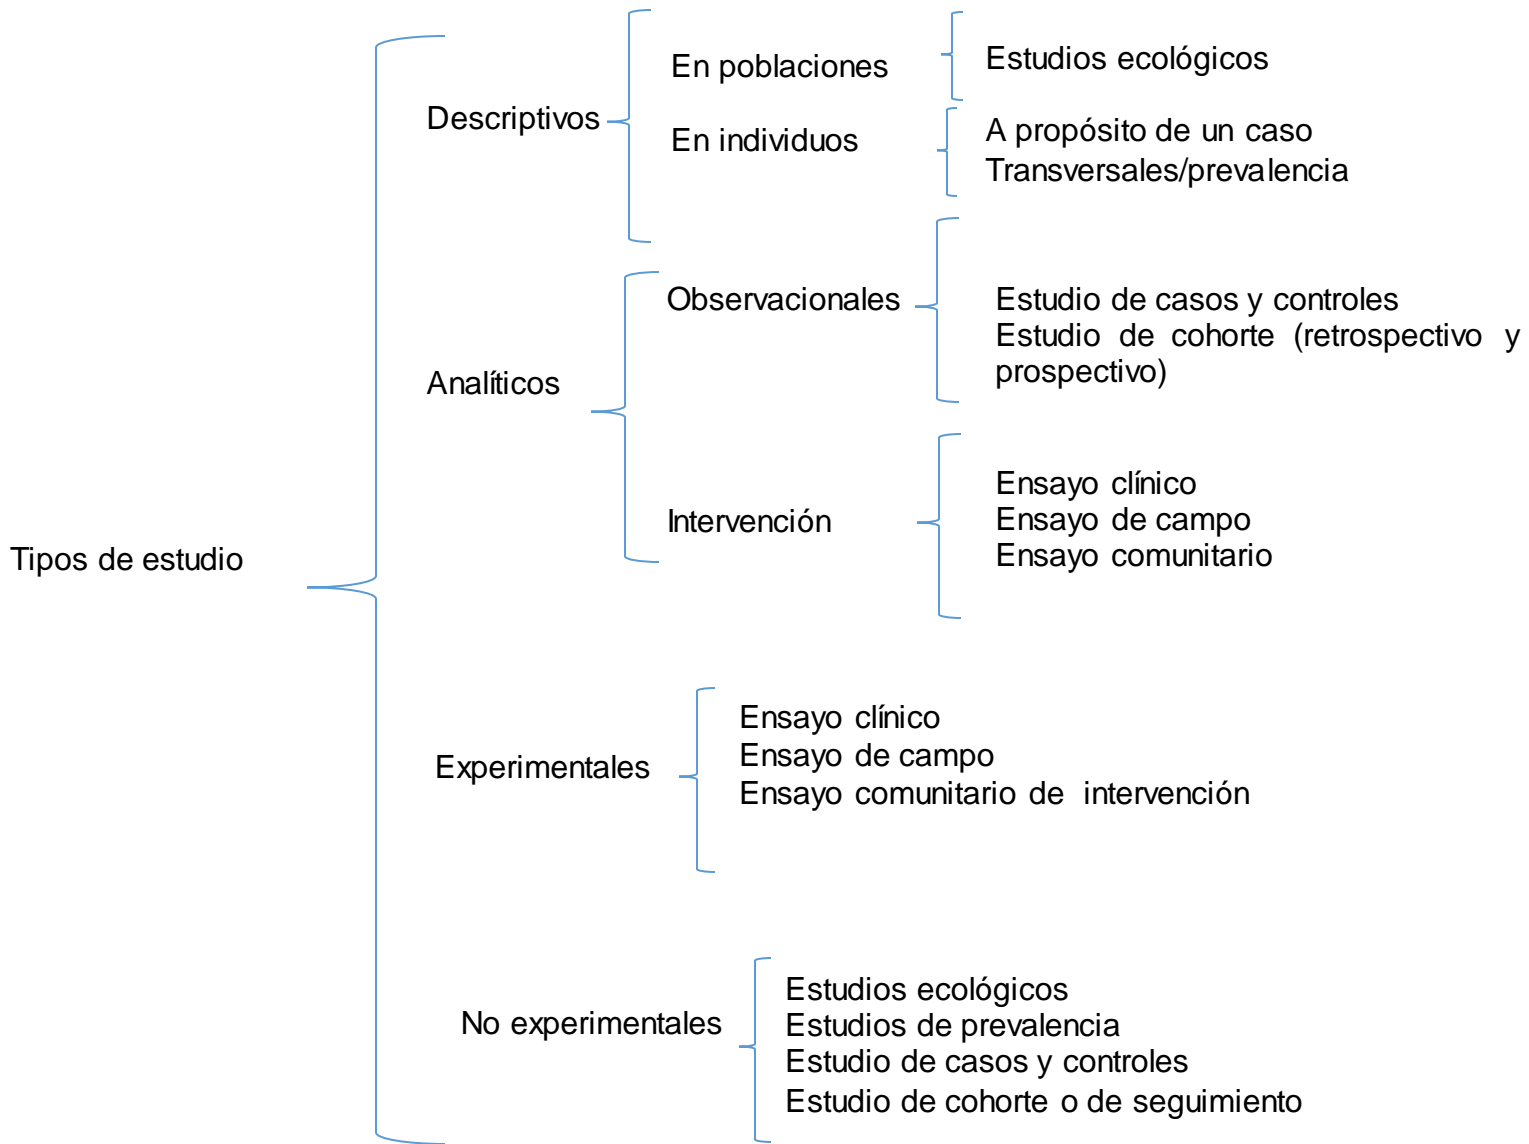 Tipos de estudio
Descriptivos
En poblaciones
Estudios ecológicos
En individuos
A propósito de un caso
Transversales/prevalencia
Analíticos
Observacionales
Estudio de casos y controles
Estudio de cohorte (retrospectivo y
prospectivo)
Intervención
Ensayo clínico
Ensayo de campo
Ensayo comunitario
Experimentales
Ensayo clínico
Ensayo de campo
Ensayo comunitario de intervención
No experimentales
Estudios ecológicos
Estudios de prevalencia
Estudio de casos y controles
Estudio de cohorte o de seguimiento